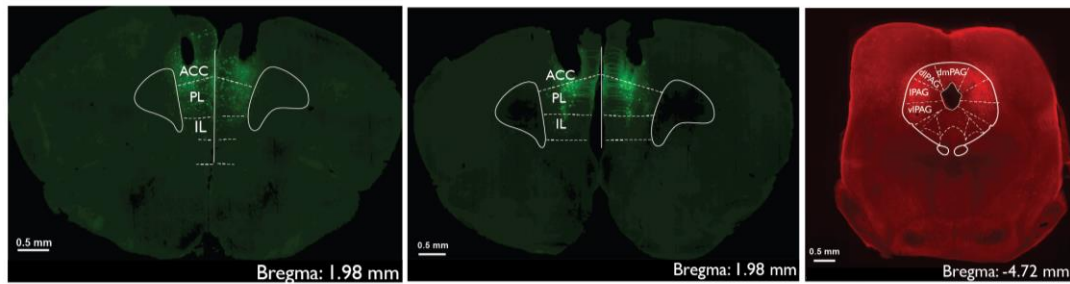 ACC
PL
IL
0.5 mm
Bregma: 1.98 mm
ACC
PL
IL
0.5 mm
Bregma: 1.98 mm
dmPAG
dlPAG
lPAG
vlPAG
0.5 mm
Bregma: -4.72 mm